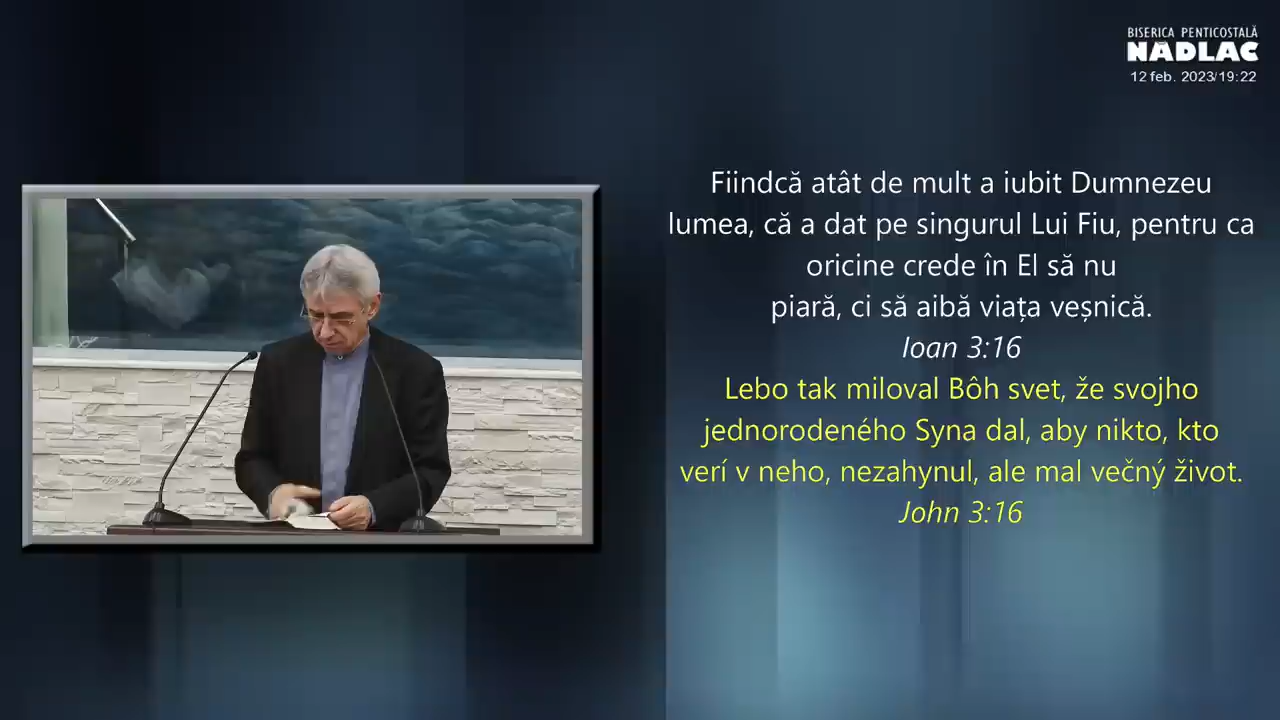 BISERICA PENTICOSTALĂ
NĂDLAC
12 feb. 2023/19:22
Fiindcă atât de mult a iubit Dumnezeu
lumea, că a dat pe singurul Lui Fiu, pentru ca
oricine crede în El să nu
piară, ci să aibă viața veșnică.
Ioan 3:16
Lebo tak miloval Bôh svet, že svojho
jednorodeného Syna dal, aby nikto, kto
verí v neho, nezahynul, ale mal večný život.
John 3:16